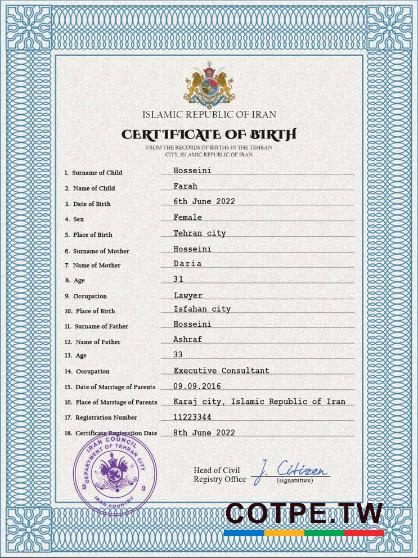 ISLAMIC REPUBLIC OF IRAN
CERTIFICATE OF BIRTH
FROM THE RECORDS OF BIRTHS IN THE TEHRAN
CITY, ISLAMIC REPUBLIC OF IRAN
1. Surname of Child Hosseini
2. Name of Child Farah
3. Date of Birth 6th June 2022
4. Sex Female
5. Place of Birth Tehran city
6. Surname of Mother Hosseini
7. Name of Mother Daria
8. Age 31
9. Occupation Lawyer
10. Place of Birth Isfahan city
11. Surname of Father Hosseini
12. Name of Father Ashraf
13. Age 33
14. Occupation Executive Consultant
15. Date of Marriage of Parents 09.09.2016
16. Place of Marriage of Parents Karaj city, Islamic Republic of Iran
17. Registration Number 11223344
18. Certificate Registration Date 8th June 2022
IRAN COUNCIL
DEPARTMENT OF TEHRAN CITY
IRAN COUNTRY
Head of Civil
Registry Office
J. Citizen
(signature)
COTPE.TW